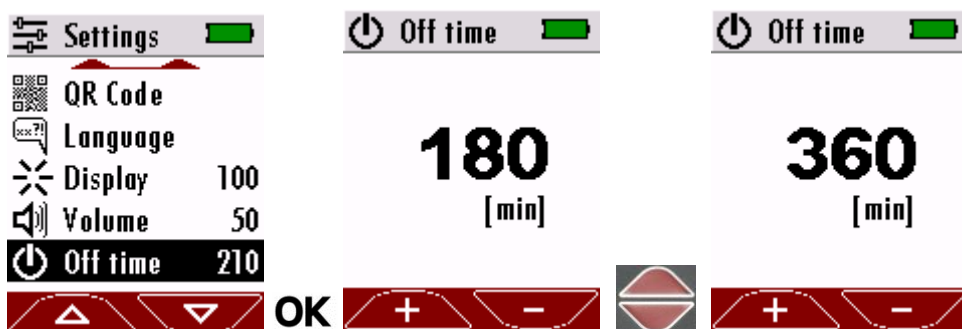 Settings
QR Code
Language
xx?!
Display 100
Volume 50
Off time 210
OK
Off time
180
[min]
+ −
Off time
360
[min]
+ −